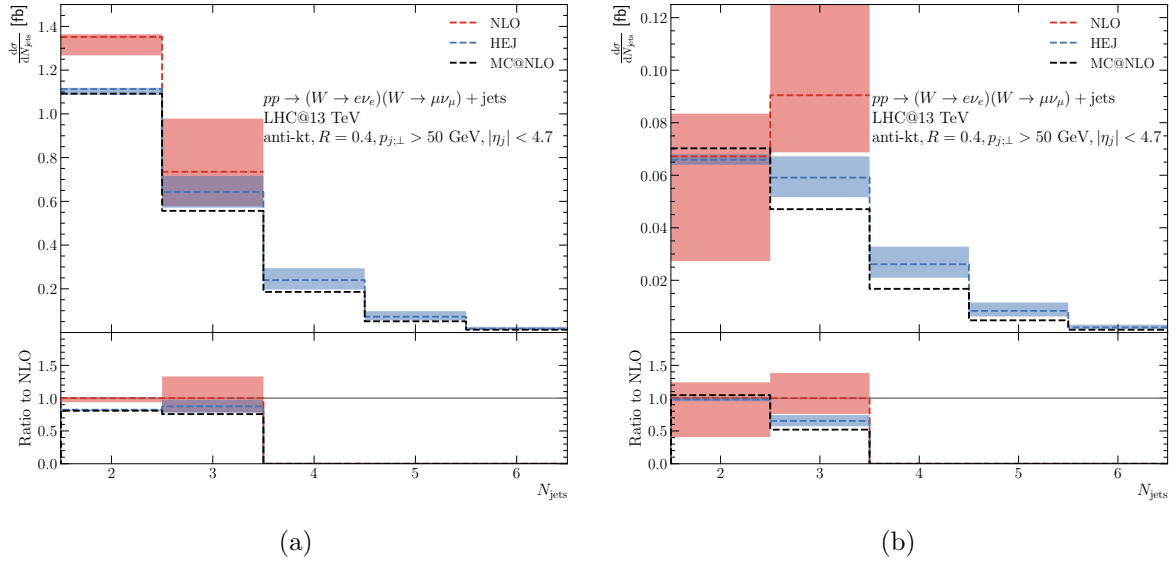 dσ/dN_jets [fb]
1.4
1.2
1.0
0.8
0.6
0.4
0.2
NLO
HEJ
MC@NLO
pp → (W → eν_e)(W → μν_μ) + jets
LHC@13 TeV
anti-kt, R = 0.4, p_{j;⊥} > 50 GeV, |η_j| < 4.7
Ratio to NLO
1.5
1.0
0.5
0.0
2 3 4 5 6
N_jets
(a)
dσ/dN_jets [fb]
0.12
0.10
0.08
0.06
0.04
0.02
NLO
HEJ
MC@NLO
pp → (W → eν_e)(W → μν_μ) + jets
LHC@13 TeV
anti-kt, R = 0.4, p_{j;⊥} > 50 GeV, |η_j| < 4.7
Ratio to NLO
1.5
1.0
0.5
0.0
2 3 4 5 6
N_jets
(b)